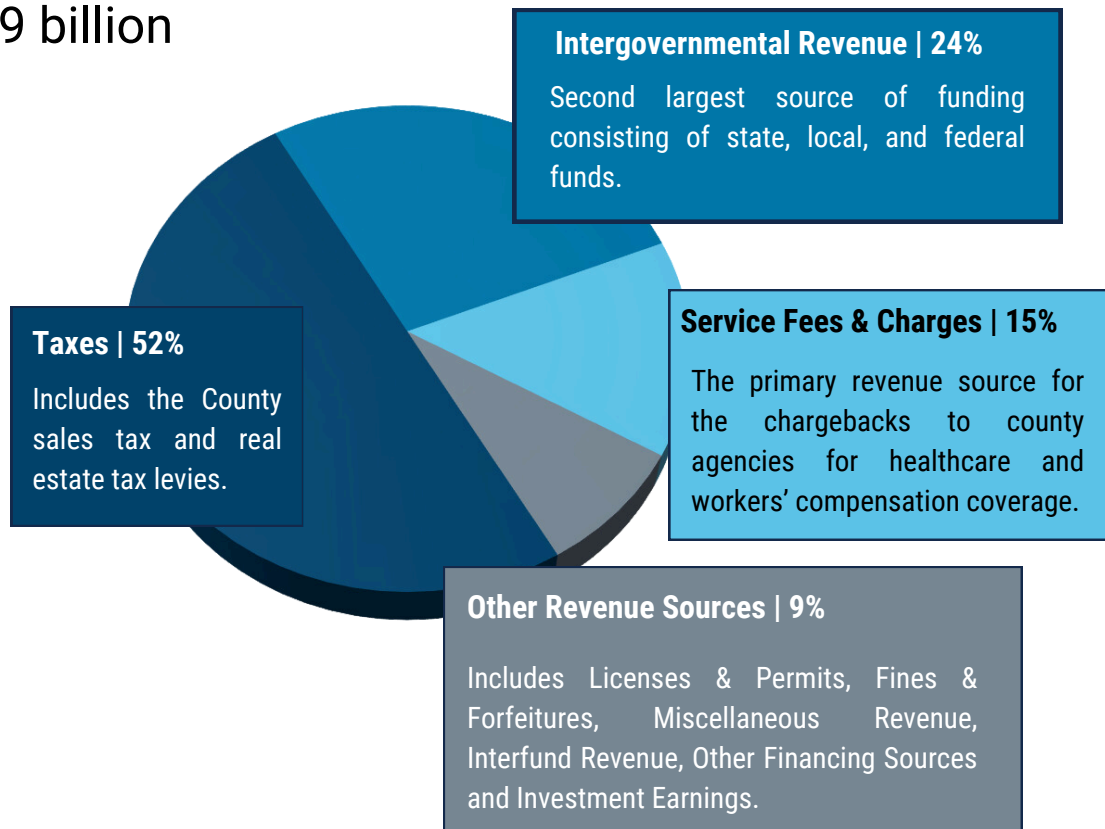 9 billion
Intergovernmental Revenue | 24%
Second largest source of funding
consisting of state, local, and federal
funds.
Taxes | 52%
Includes the County
sales tax and real
estate tax levies.
Service Fees & Charges | 15%
The primary revenue source for
the chargebacks to county
agencies for healthcare and
workers’ compensation coverage.
Other Revenue Sources | 9%
Includes Licenses & Permits, Fines &
Forfeitures, Miscellaneous Revenue,
Interfund Revenue, Other Financing Sources
and Investment Earnings.